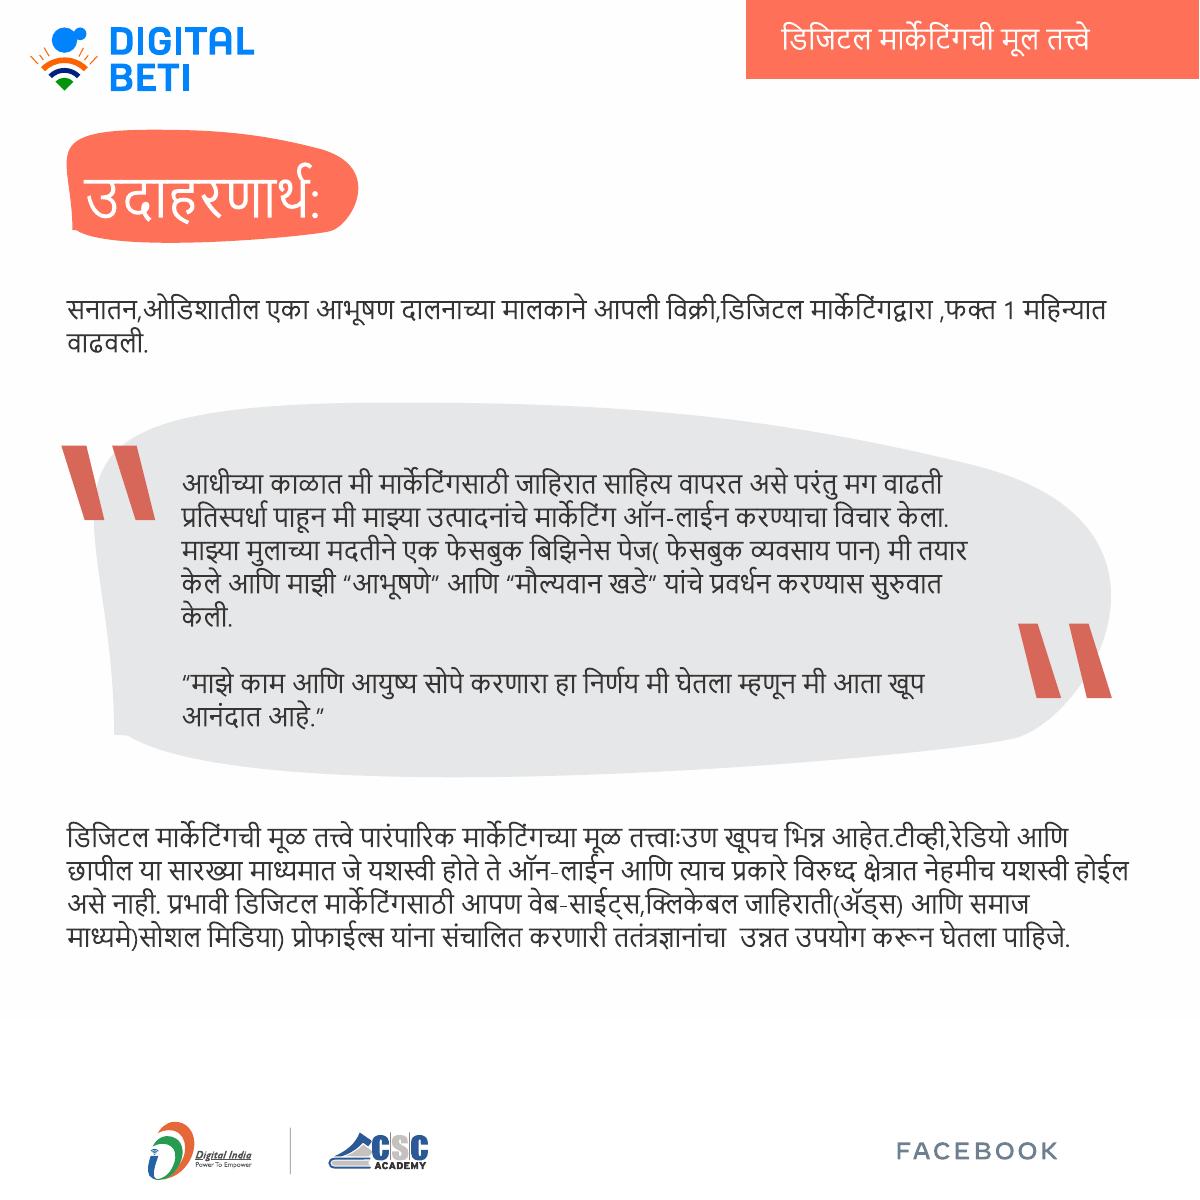 DIGITAL
BETI
डिजिटल मार्केटिंगची मूल तत्त्वे
उदाहरणार्थ:
सनातन,ओडिशातील एका आभूषण दालनाच्या मालकाने आपली विक्री,डिजिटल मार्केटिंगद्वारा ,फक्त 1 महिन्यात
वाढवली.
आधीच्या काळात मी मार्केटिंगसाठी जाहिरात साहित्य वापरत असे परंतु मग वाढती
प्रतिस्पर्धा पाहून मी माझ्या उत्पादनांचे मार्केटिंग ऑन-लाईन करण्याचा विचार केला.
माझ्या मुलाच्या मदतीने एक फेसबुक बिझिनेस पेज( फेसबुक व्यवसाय पान) मी तयार
केले आणि माझी “आभूषणे” आणि “मौल्यवान खडे” यांचे प्रवर्धन करण्यास सुरुवात
केली.
“माझे काम आणि आयुष्य सोपे करणारा हा निर्णय मी घेतला म्हणून मी आता खूप
आनंदात आहे.”
डिजिटल मार्केटिंगची मूळ तत्त्वे पारंपारिक मार्केटिंगच्या मूळ तत्त्वाःउण खूपच भिन्न आहेत.टीव्ही,रेडियो आणि
छापील या सारख्या माध्यमात जे यशस्वी होते ते ऑन-लाईन आणि त्याच प्रकारे विरुध्द क्षेत्रात नेहमीच यशस्वी होईल
असे नाही. प्रभावी डिजिटल मार्केटिंगसाठी आपण वेब-साईट्स,क्लिकेबल जाहिराती(अ‍ॅड्स) आणि समाज
माध्यमे)सोशल मिडिया) प्रोफाईल्स यांना संचालित करणारी ततंत्रज्ञानांचा  उन्नत उपयोग करून घेतला पाहिजे.
Digital India
Power To Empower
CSC
ACADEMY
FACEBOOK